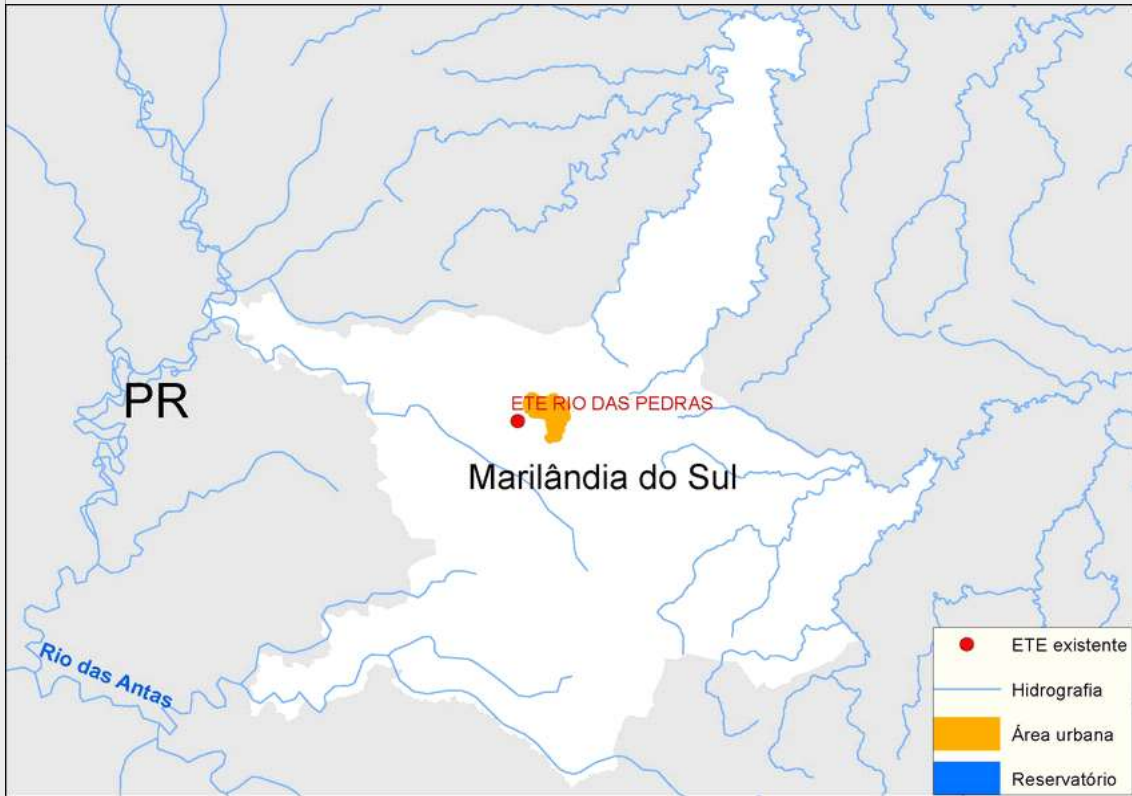 PR
ETE RIO DAS PEDRAS
Marilândia do Sul
Rio das Antas
ETE existente
Hidrografia
Área urbana
Reservatório